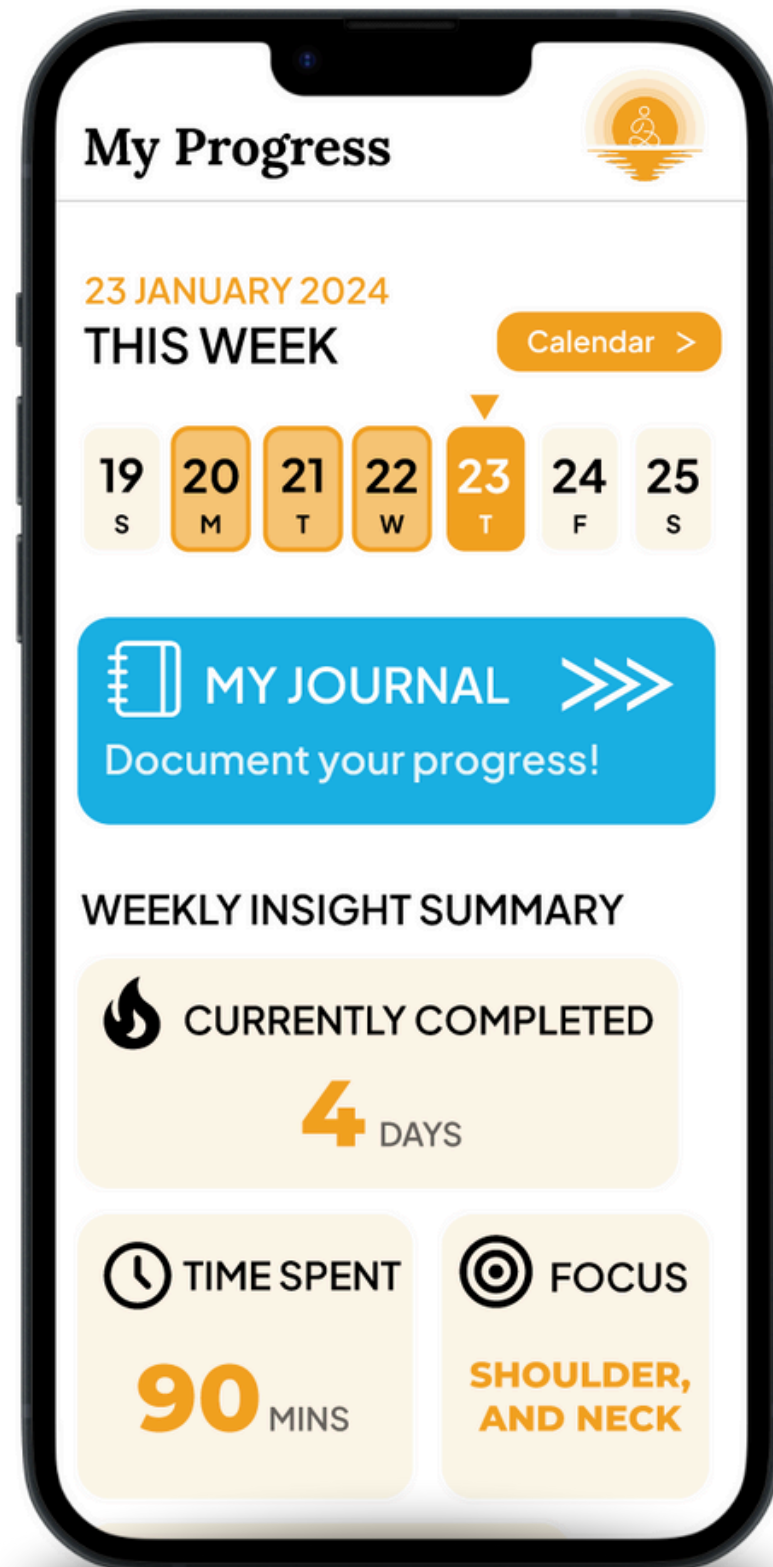 My Progress
23 JANUARY 2024
THIS WEEK
Calendar >
19 20 21 22 23 24 25
S M T W T F S
MY JOURNAL
Document your progress!
WEEKLY INSIGHT SUMMARY
CURRENTLY COMPLETED
4 DAYS
TIME SPENT
90 MINS
FOCUS
SHOULDER,
AND NECK